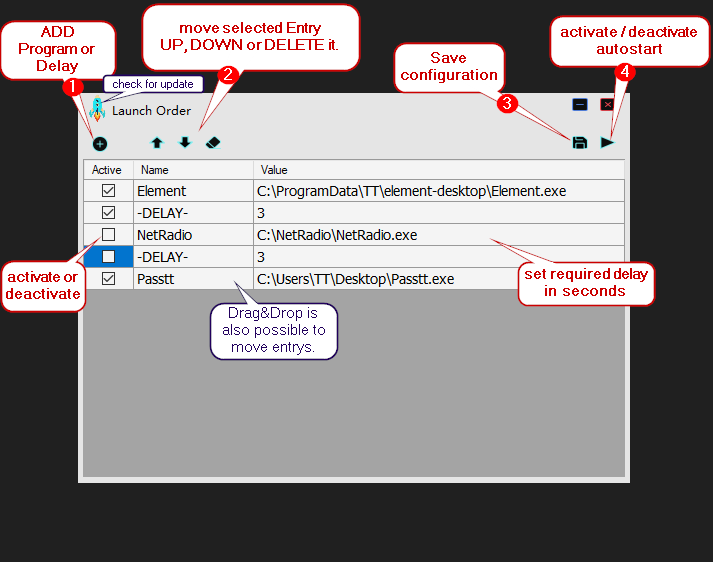 ADD
Program or
Delay
1
move selected Entry
UP, DOWN or DELETE it.
2
Save
configuration
3
activate / deactivate
autostart
4
check for update
Launch Order
Active Name Value
Element C:\ProgramData\TT\element-desktop\Element.exe
-DELAY- 3
NetRadio C:\NetRadio\NetRadio.exe
-DELAY- 3
Passtt C:\Users\TT\Desktop\Passtt.exe
activate or
deactivate
set required delay
in seconds
Drag&Drop is
also possible to
move entrys.